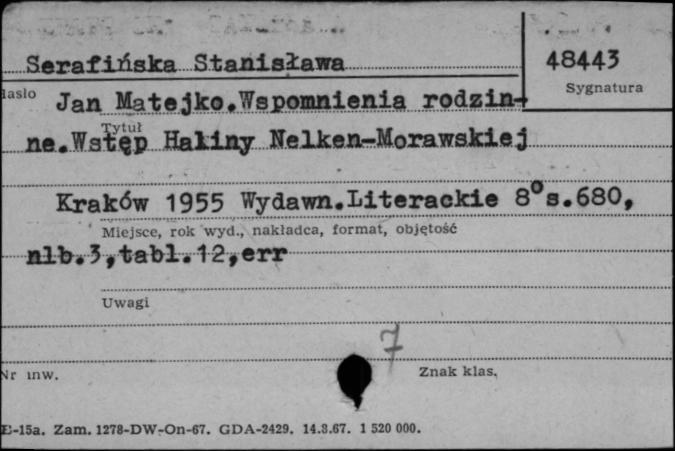 Serafińska Stanisława
48443
Sygnatura
Hasło
Jan Matejko.Wspomnienia rodzin-
Tytuł
ne.Wstęp Haliny Nelken-Morawskiej
Kraków 1955 Wydawn.Literackie 8° s.680,
Miejsce, rok wyd., nakładca, format, objętość
nlb.3,tabl.12,err
Uwagi
7
Nr inw.
Znak klas.
E-15a. Zam. 1278-DW-On-67. GDA-2429. 14.3.67. 1 520 000.